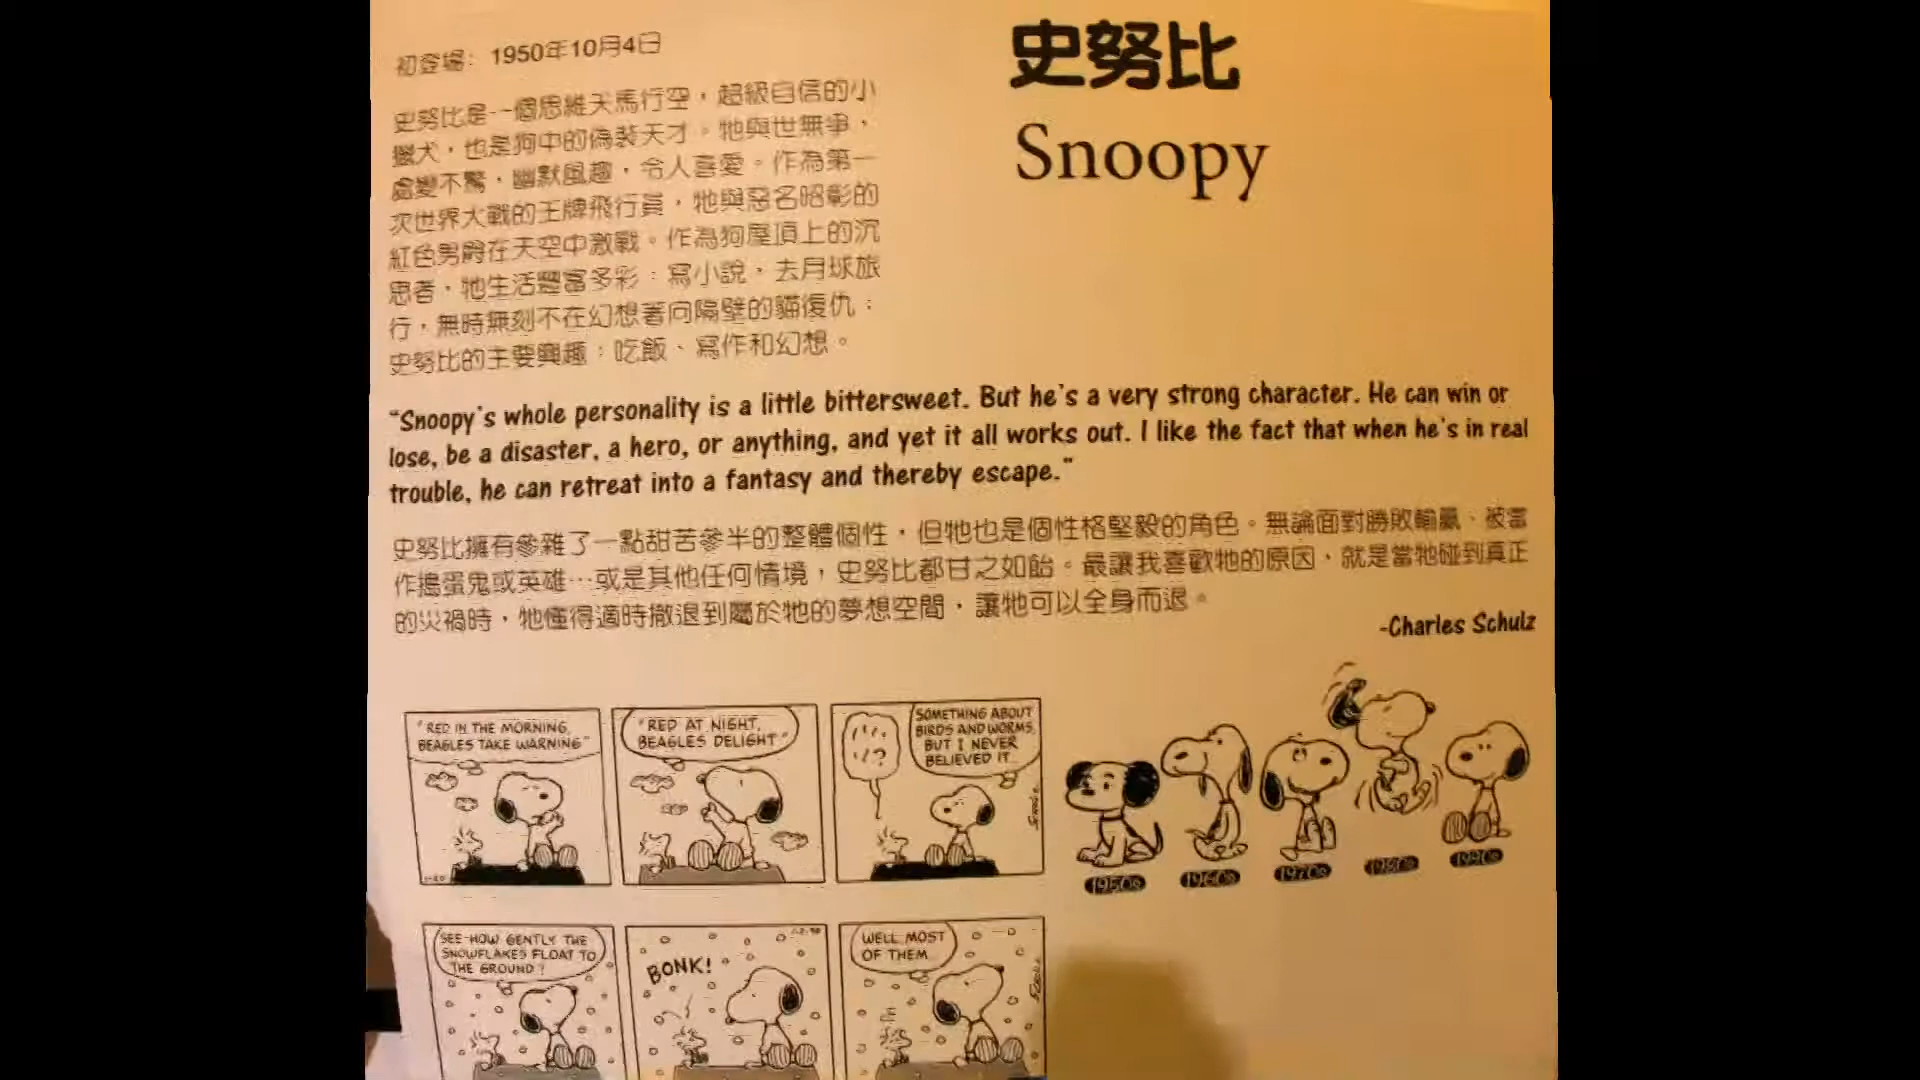 史努比
Snoopy
初登場：1950年10月4日
史努比是一個思維天馬行空，超級自信的小
獵犬，也是狗中的偽裝天才。牠與世無爭，
處變不驚，幽默風趣，令人喜愛。作為第一
次世界大戰的王牌飛行員，牠與惡名昭彰的
紅色男爵在天空中激戰。作為狗屋頂上的沉
思者，牠生活豐富多彩：寫小說，去月球旅
行，無時無刻不在幻想著向隔壁的貓復仇；
史努比的主要興趣：吃飯、寫作和幻想。
“Snoopy's whole personality is a little bittersweet. But he's a very strong character. He can win or
lose, be a disaster, a hero, or anything, and yet it all works out. I like the fact that when he's in real
trouble, he can retreat into a fantasy and thereby escape.”
史努比擁有參雜了一點甜苦參半的整體個性，但牠也是個性格堅毅的角色。無論面對勝敗輸贏、被當
作搗蛋鬼或英雄…或是其他任何情境，史努比都甘之如飴。最讓我喜歡牠的原因，就是當牠碰到真正
的災禍時，牠懂得適時撤退到屬於牠的夢想空間，讓牠可以全身而退。
-Charles Schulz
"RED IN THE MORNING,
BEAGLES TAKE WARNING"
"RED AT NIGHT,
BEAGLES DELIGHT"
SOMETHING ABOUT
BIRDS AND WORMS,
BUT I NEVER
BELIEVED IT...
1950s
1960s
1970s
1980s
1990s
SEE HOW GENTLY THE
SNOWFLAKES FLOAT TO
THE GROUND?
BONK!
WELL, MOST
OF THEM